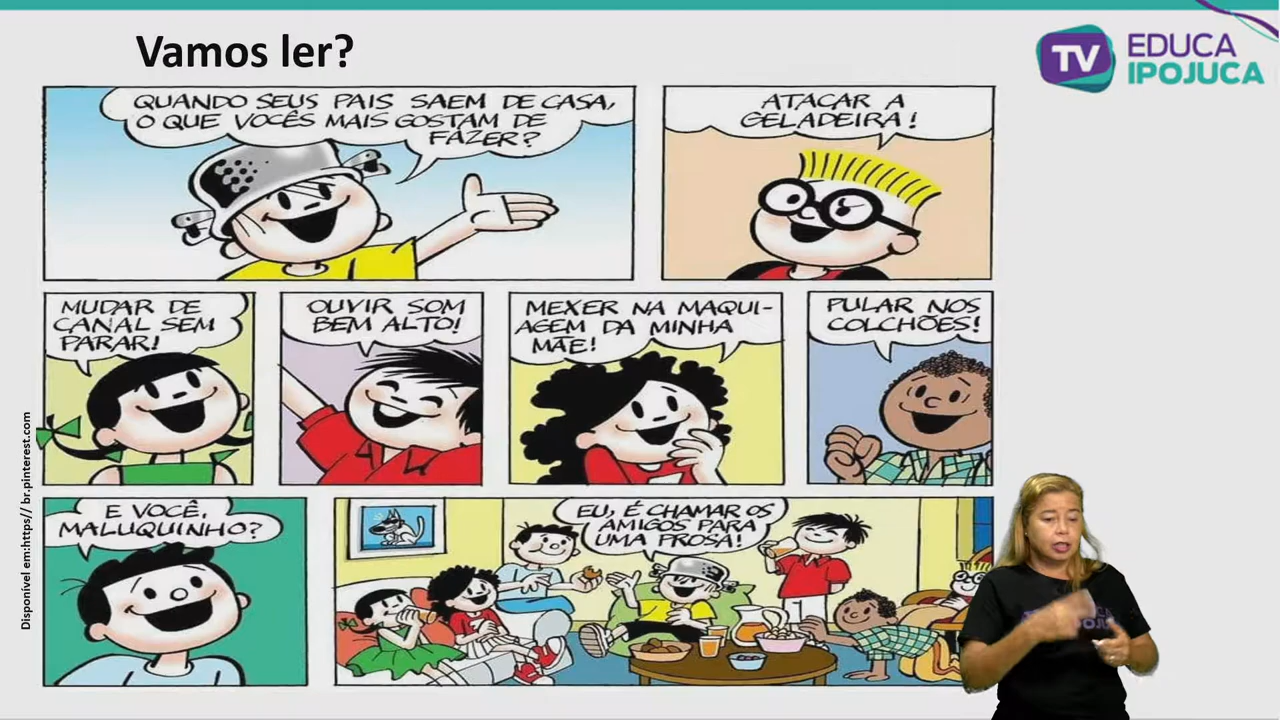 Vamos ler?
TV EDUCA
IPOJUCA
QUANDO SEUS PAIS SAEM DE CASA,
O QUE VOCÊS MAIS GOSTAM DE
FAZER?
ATACAR A
GELADEIRA!
MUDAR DE
CANAL SEM
PARAR!
OUVIR SOM
BEM ALTO!
MEXER NA MAQUI-
AGEM DA MINHA
MÃE!
PULAR NOS
COLCHÕES!
E VOCÊ,
MALUQUINHO?
EU, É CHAMAR OS
AMIGOS PARA
UMA PROSA!
Disponível em:https// br.pinterest.com